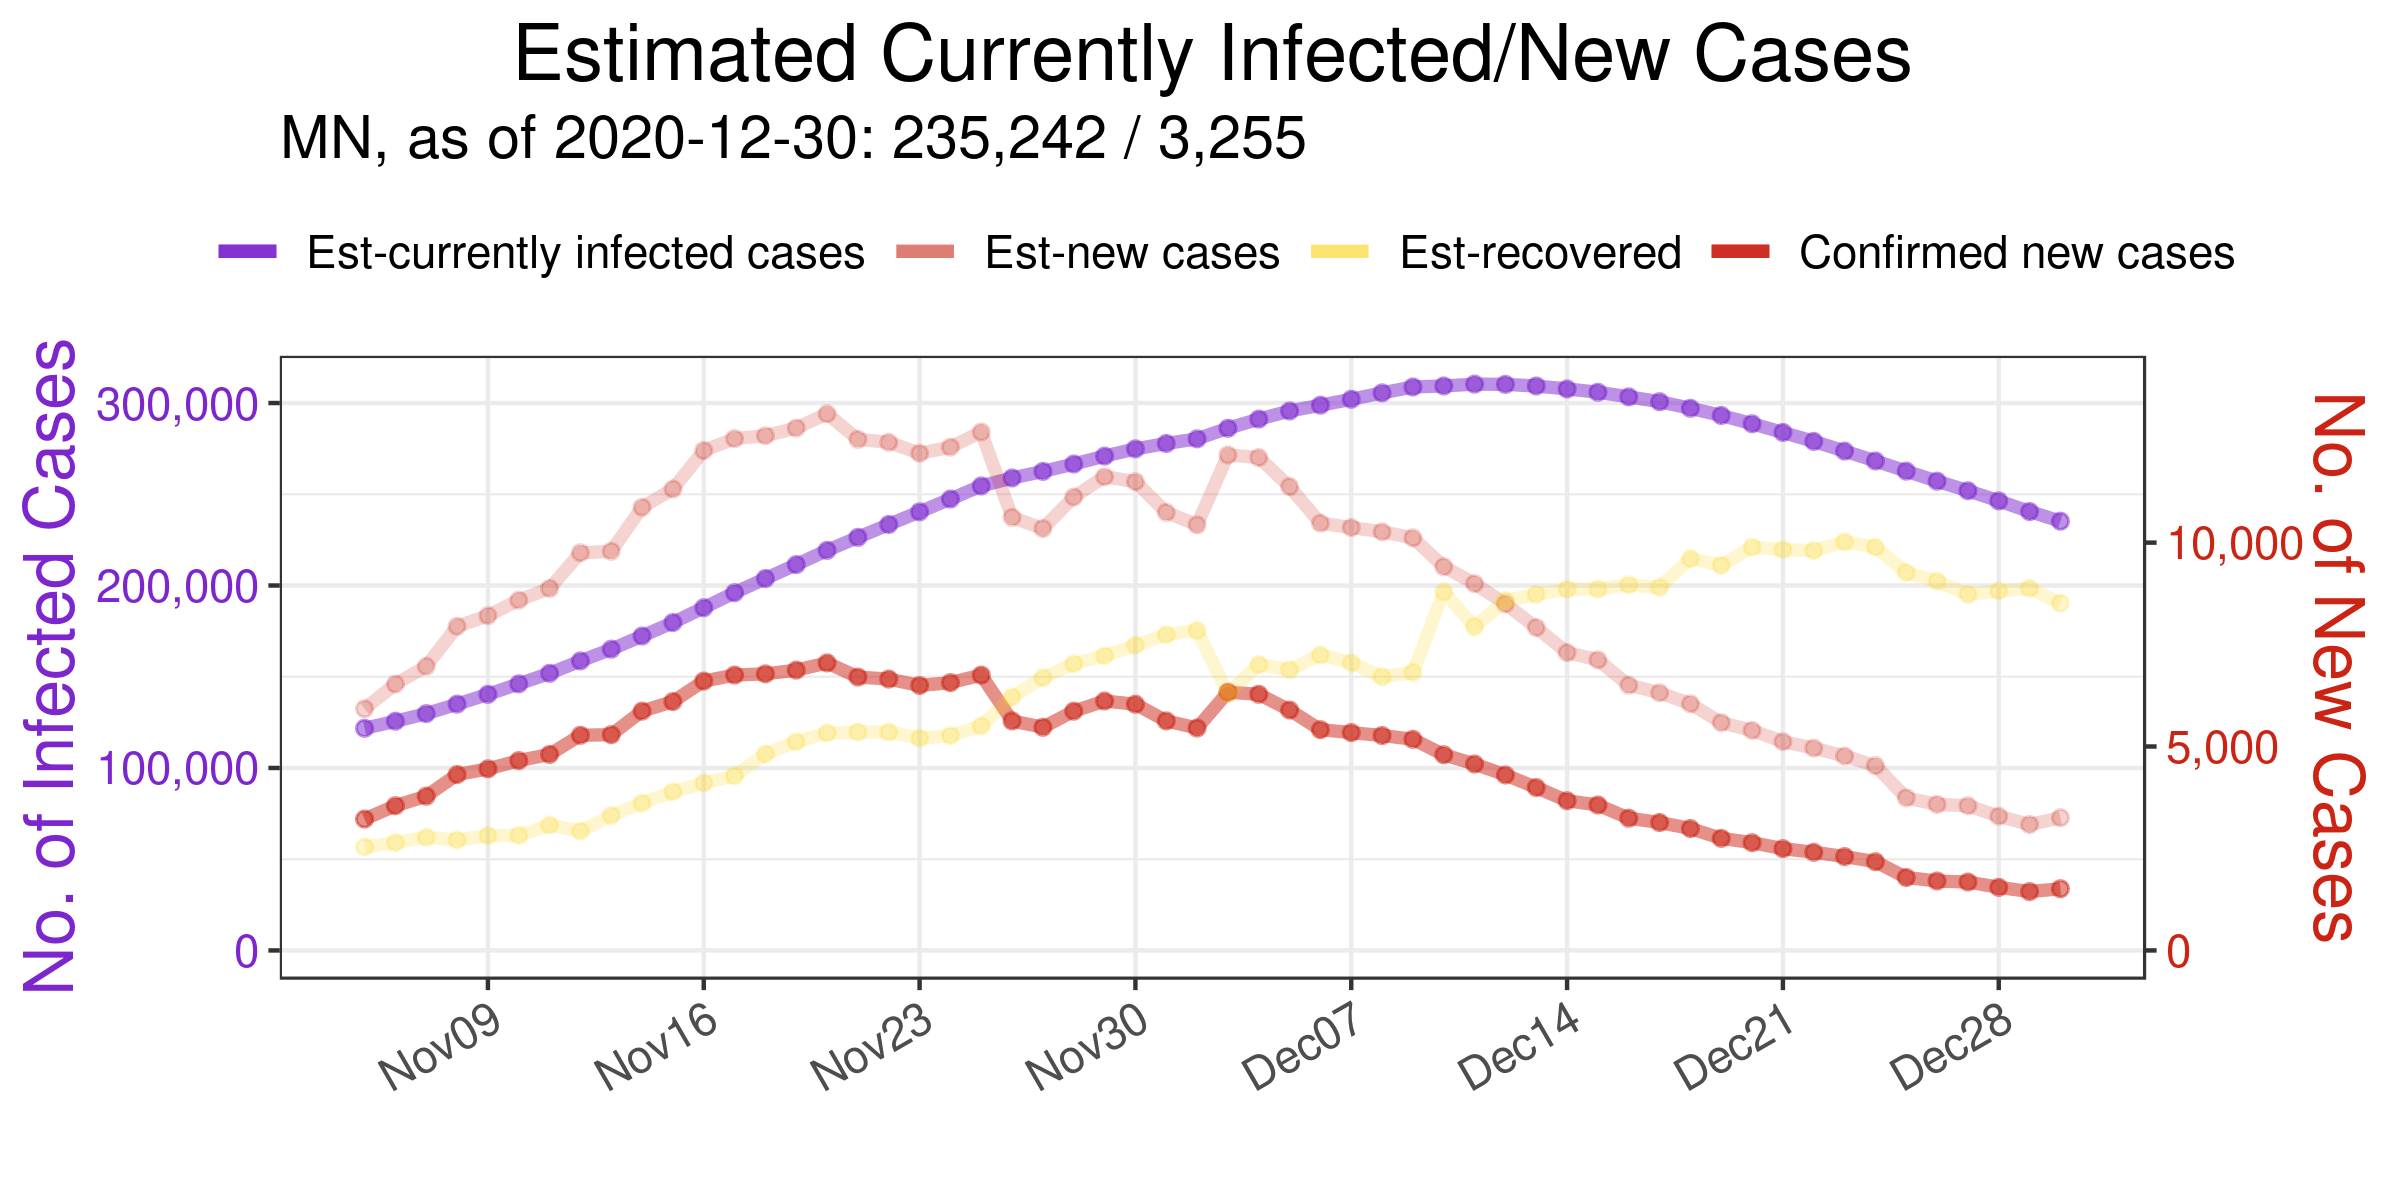 Estimated Currently Infected/New Cases
MN, as of 2020-12-30: 235,242 / 3,255
Est-currently infected cases
Est-new cases
Est-recovered
Confirmed new cases
No. of Infected Cases
300,000
200,000
100,000
0
10,000
5,000
0
No. of New Cases
Nov09
Nov16
Nov23
Nov30
Dec07
Dec14
Dec21
Dec28